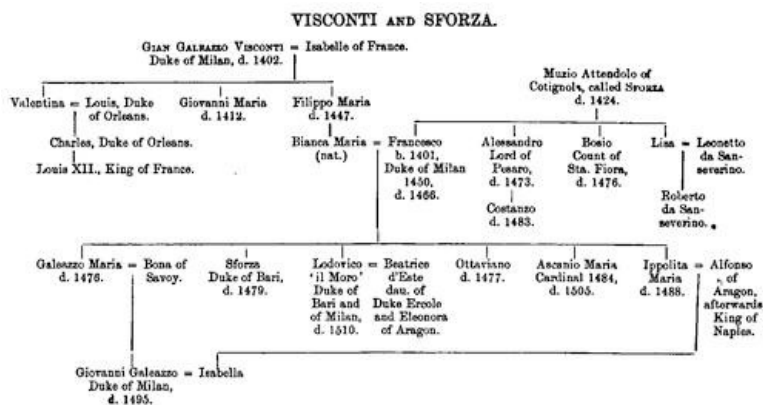 VISCONTI AND SFORZA.
GIAN GALEAZZO VISCONTI = Isabelle of France.
Duke of Milan, d. 1402.
Muzio Attendolo of
Cotignola, called SFORZA
d. 1424.
Valentina = Louis, Duke
of Orleans.
Giovanni Maria
d. 1412.
Filippo Maria
d. 1447.
Charles, Duke of Orleans.
Louis XII., King of France.
Bianca Maria =
(nat.)
Francesco
b. 1401,
Duke of Milan
1450,
d. 1466.
Alessandro
Lord of
Pesaro,
d. 1473.
Costanzo
d. 1483.
Bosio
Count of
Sta. Fiora,
d. 1476.
Lisa = Leonetto
da San-
severino.
Roberto
da San-
severino.
Galeazzo Maria = Bona of
d. 1476. Savoy.
Sforza
Duke of Bari,
d. 1479.
Lodovico =
'il Moro'
Duke of
Bari and
of Milan,
d. 1510.
Beatrice
d'Este
dau. of
Duke Ercole
and Eleonora
of Aragon.
Ottaviano
d. 1477.
Ascanio Maria
Cardinal 1484,
d. 1505.
Ippolita =
Maria
d. 1488.
Alfonso
of
Aragon,
afterwards
King of
Naples.
Giovanni Galeazzo = Isabella
Duke of Milan,
d. 1495.